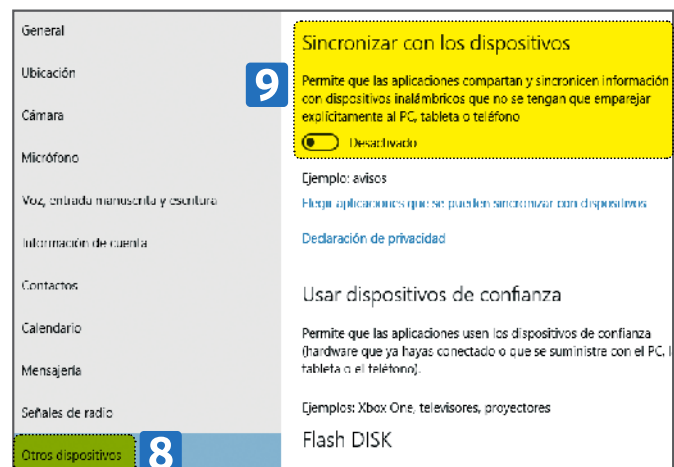 General
Ubicación
Cámara
Micrófono
Voz, entrada manuscrita y escritura
Información de cuenta
Contactos
Calendario
Mensajería
Señales de radio
Otros dispositivos
8
9
Sincronizar con los dispositivos
Permite que las aplicaciones compartan y sincronicen información
con dispositivos inalámbricos que no se tengan que emparejar
explícitamente al PC, tableta o teléfono
Desactivado
Ejemplo: avisos
Elegir aplicaciones que se pueden sincronizar con dispositivos
Declaración de privacidad
Usar dispositivos de confianza
Permite que las aplicaciones usen los dispositivos de confianza
(hardware que ya hayas conectado o que se suministre con el PC, l
tableta o el teléfono).
Ejemplos: Xbox One, televisores, proyectores
Flash DISK